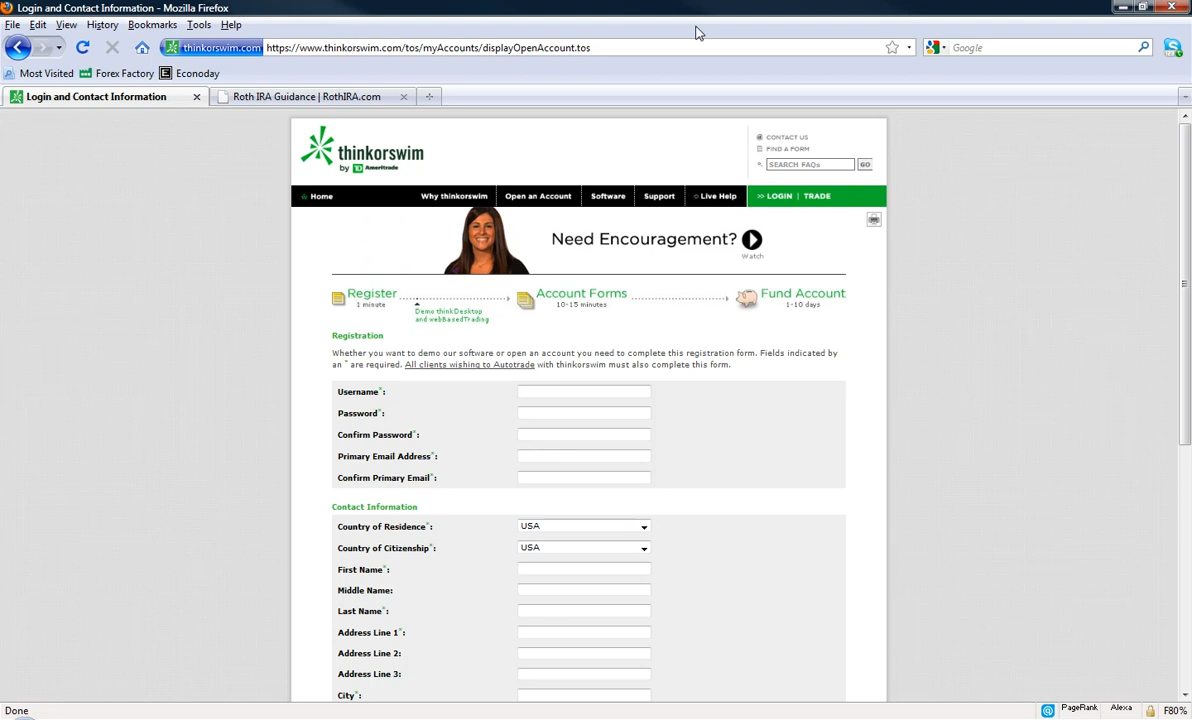 Login and Contact Information - Mozilla Firefox
File Edit View History Bookmarks Tools Help
thinkorswim.com https://www.thinkorswim.com/tos/myAccounts/displayOpenAccount.tos
Google
Most Visited Forex Factory Econoday
Login and Contact Information
Roth IRA Guidance | RothIRA.com
thinkorswim
by TD Ameritrade
CONTACT US
FIND A FORM
SEARCH FAQs GO
Home Why thinkorswim Open an Account Software Support Live Help >> LOGIN | TRADE
Need Encouragement?
Watch
Register
1 minute
Demo thinkDesktop
and webBasedTrading
Account Forms
10-15 minutes
Fund Account
1-10 days
Registration
Whether you want to demo our software or open an account you need to complete this registration form. Fields indicated by
an * are required. All clients wishing to Autotrade with thinkorswim must also complete this form.
Username*:
Password*:
Confirm Password*:
Primary Email Address*:
Confirm Primary Email*:
Contact Information
Country of Residence*: USA
Country of Citizenship*: USA
First Name*:
Middle Name:
Last Name*:
Address Line 1*:
Address Line 2:
Address Line 3:
City*:
Done
PageRank Alexa F80%